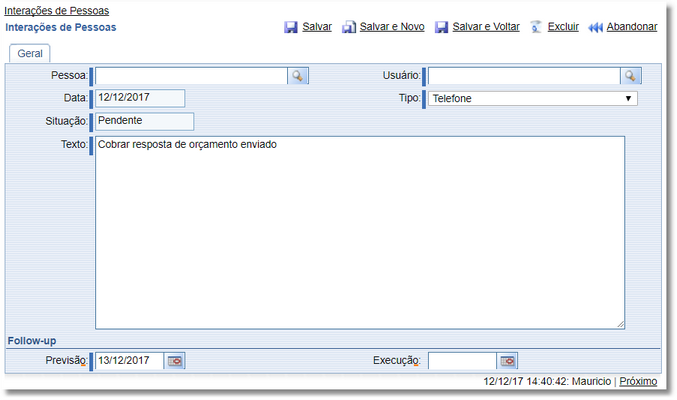 Interações de Pessoas
Interações de Pessoas Salvar Salvar e Novo Salvar e Voltar Excluir Abandonar
Geral
Pessoa: Usuário:
Data: 12/12/2017 Tipo: Telefone
Situação: Pendente
Texto: Cobrar resposta de orçamento enviado
Follow-up
Previsão: 13/12/2017 Execução:
12/12/17 14:40:42: Mauricio | Próximo